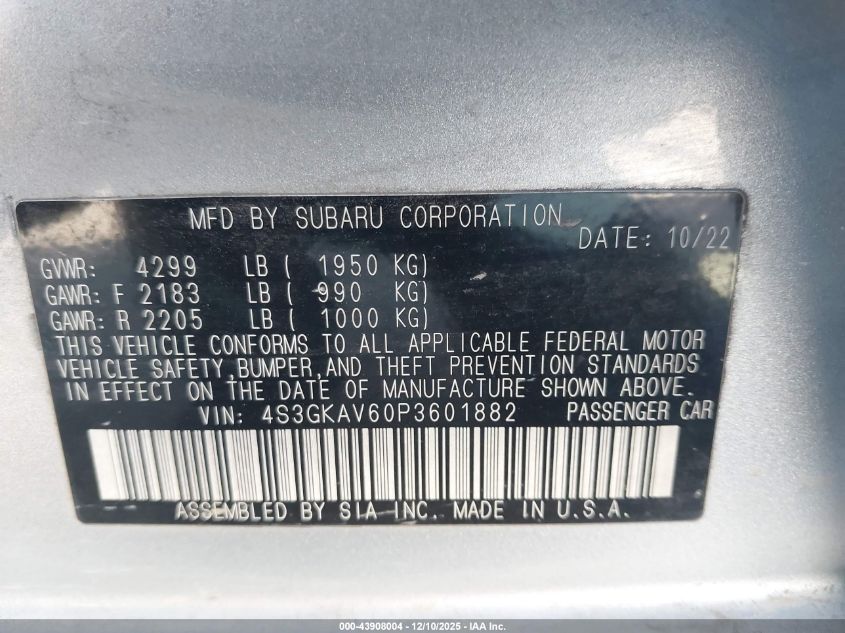 MFD BY SUBARU CORPORATION
DATE: 10/22
GVWR: 4299 LB ( 1950 KG)
GAWR: F 2183 LB ( 990 KG)
GAWR: R 2205 LB ( 1000 KG)
THIS VEHICLE CONFORMS TO ALL APPLICABLE FEDERAL MOTOR
VEHICLE SAFETY,BUMPER,AND THEFT PREVENTION STANDARDS
IN EFFECT ON THE DATE OF MANUFACTURE SHOWN ABOVE.
VIN: 4S3GKAV60P3601882 PASSENGER CAR
ASSEMBLED BY SIA INC. MADE IN U.S.A.
000-43908004 - 12/10/2025 - IAA Inc.